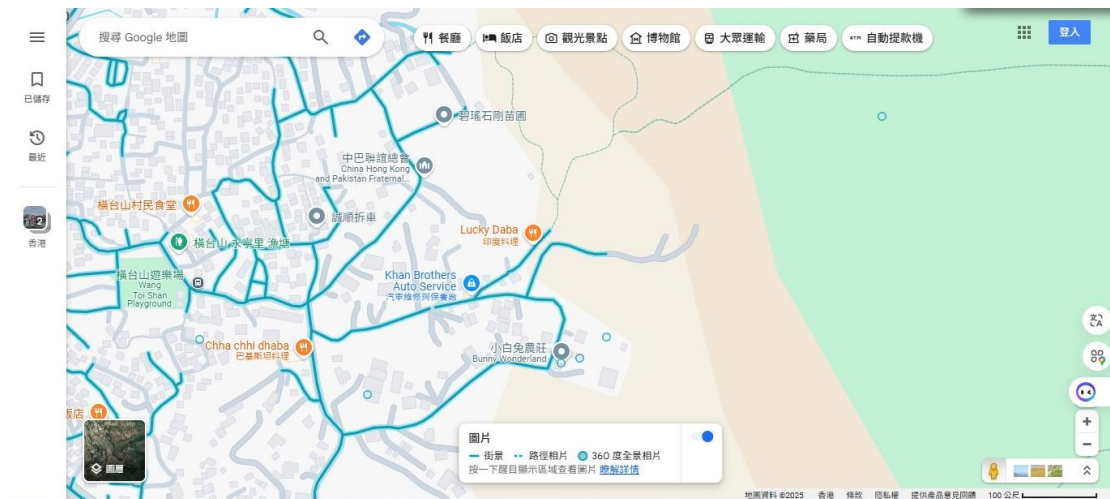 搜尋 Google 地圖
餐廳
飯店
觀光景點
博物館
大眾運輸
藥局
ATM 自動提款機
登入
已儲存
最近
2
香港
碧瑤石剛苗圃
中巴聯誼總會
China Hong Kong
and Pakistan Fraternal...
橫台山村民食堂
誠順拆車
Lucky Daba
印度料理
橫台山 永寧里 漁塘
橫台山遊樂場
Wang
Toi Shan
Playground
Khan Brothers
Auto Service
汽車維修與保養廠
Chha chhi dhaba
巴基斯坦料理
小白兔農莊
Bunny Wonderland
飯店
圖層
圖片
街景
路徑相片
360 度全景相片
按一下醒目顯示區域查看圖片 瞭解詳情
地圖資料 ©2025 香港 條款 隱私權 提供產品意見回饋 100 公尺